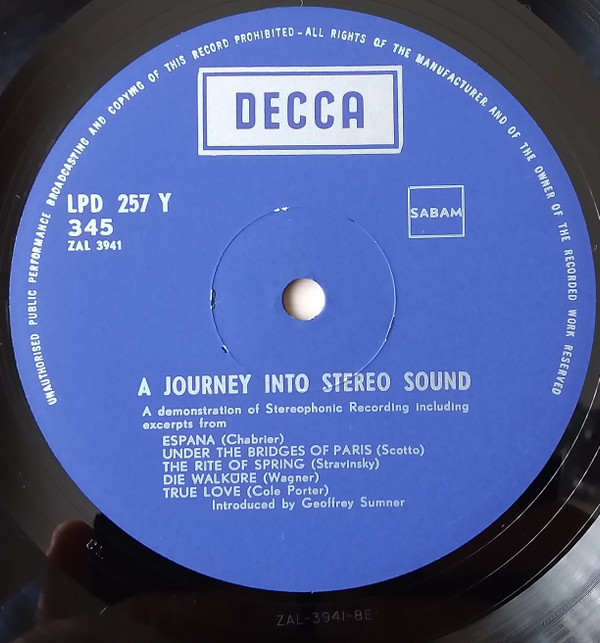 UNAUTHORISED PUBLIC PERFORMANCE BROADCASTING AND COPYING OF THIS RECORD PROHIBITED – ALL RIGHTS OF THE MANUFACTURER AND OF THE OWNER OF THE RECORDED WORK RESERVED
DECCA
LPD 257 Y
345
ZAL 3941
SABAM
A JOURNEY INTO STEREO SOUND
A demonstration of Stereophonic Recording including
excerpts from
ESPANA (Chabrier)
UNDER THE BRIDGES OF PARIS (Scotto)
THE RITE OF SPRING (Stravinsky)
DIE WALKÜRE (Wagner)
TRUE LOVE (Cole Porter)
Introduced by Geoffrey Sumner
ZAL-3941-8E